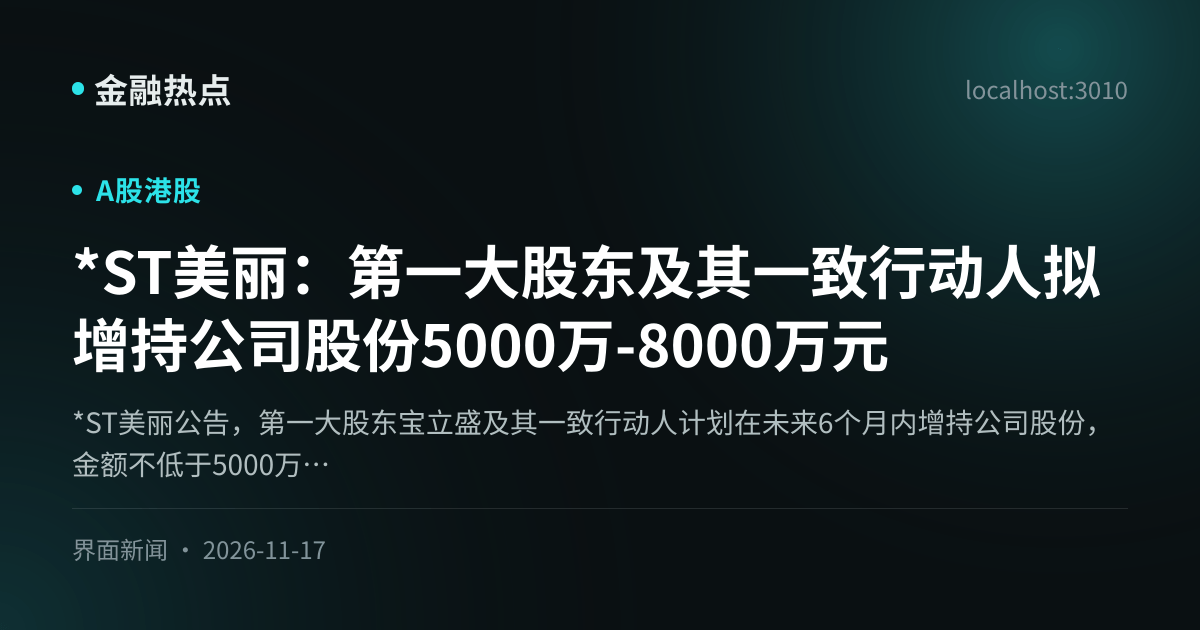 金融热点
localhost:3010
A股港股
*ST美丽：第一大股东及其一致行动人拟
增持公司股份5000万-8000万元
*ST美丽公告，第一大股东宝立盛及其一致行动人计划在未来6个月内增持公司股份，
金额不低于5000万…
界面新闻 • 2026-11-17